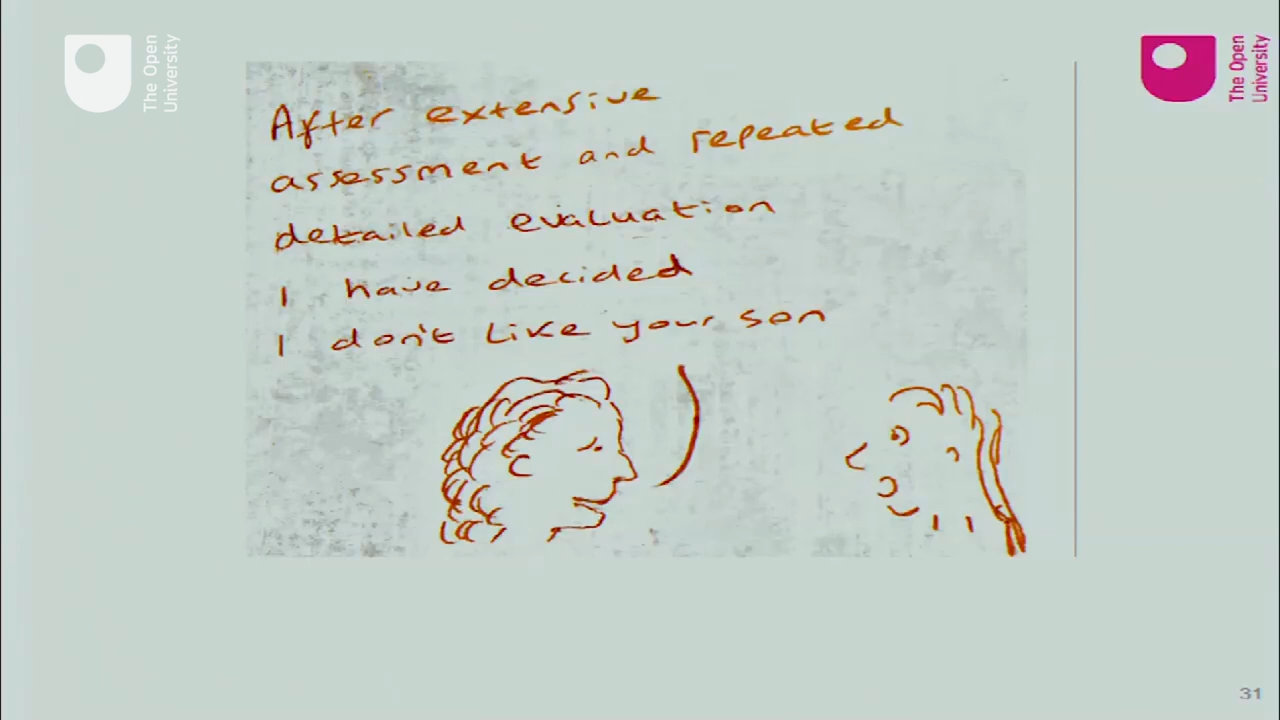 The Open
University
The Open
University
After extensive
assessment and repeated
detailed evaluation
I have decided
I don't like your son
31